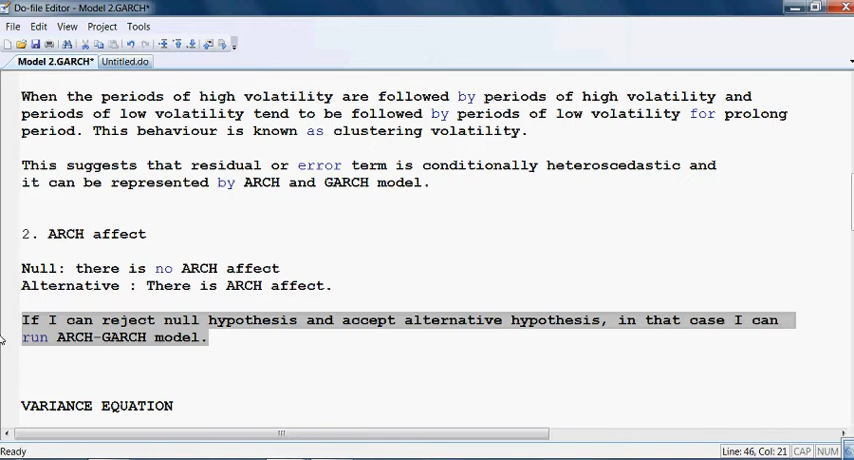 Do-file Editor - Model 2.GARCH*
File Edit View Project Tools
Model 2.GARCH* Untitled.do
When the periods of high volatility are followed by periods of high volatility and
periods of low volatility tend to be followed by periods of low volatility for prolong
period. This behaviour is known as clustering volatility.
This suggests that residual or error term is conditionally heteroscedastic and
it can be represented by ARCH and GARCH model.
2. ARCH affect
Null: there is no ARCH affect
Alternative : There is ARCH affect.
If I can reject null hypothesis and accept alternative hypothesis, in that case I can
run ARCH-GARCH model.
VARIANCE EQUATION
Ready Line: 46, Col: 21 CAP NUM